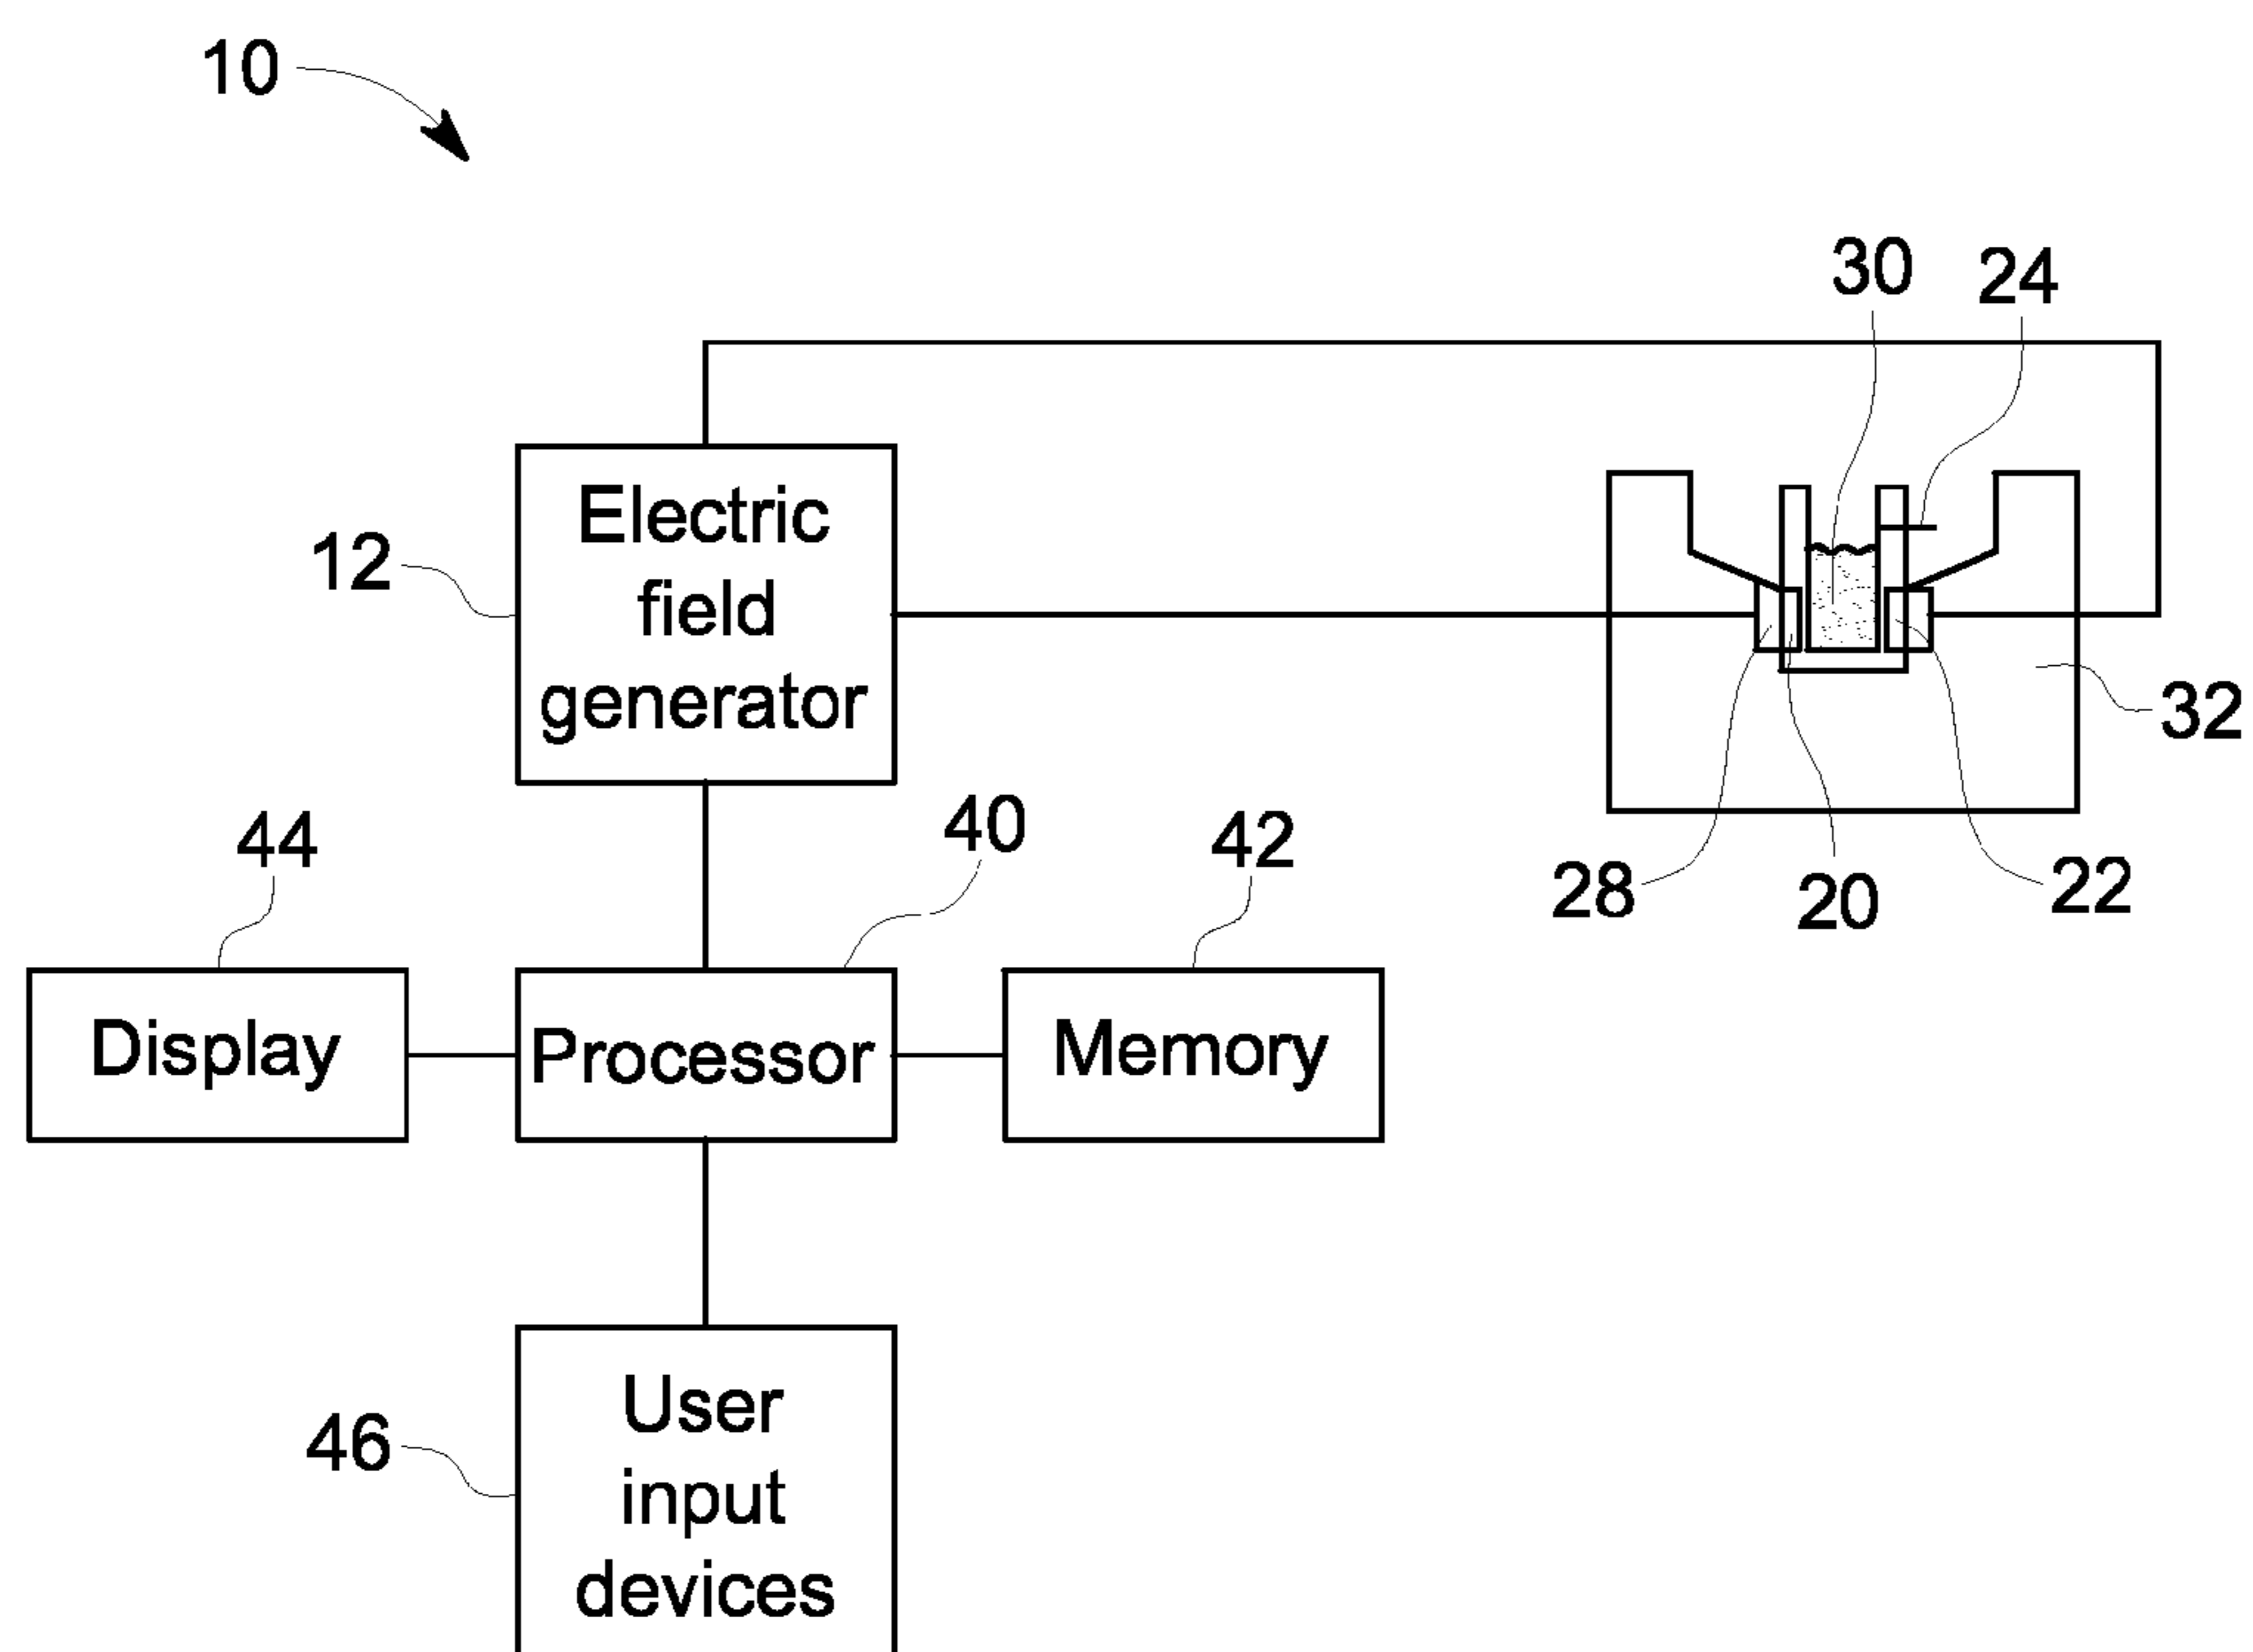 10
30
24
Electric
field
generator
12
32
28
20
22
44
40
42
Display
Processor
Memory
46
User
input
devices